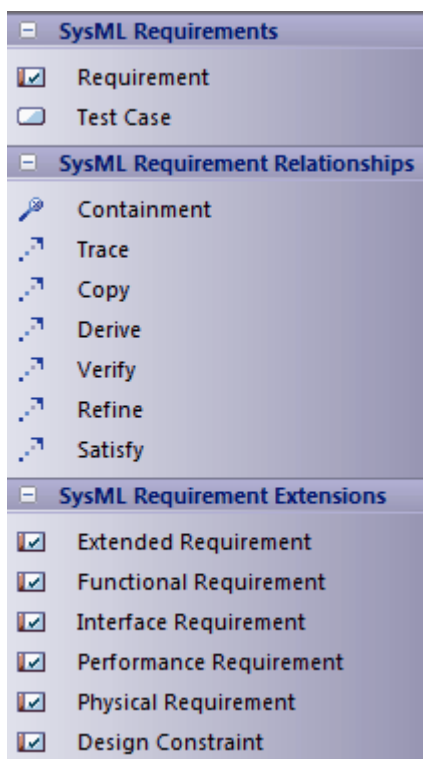 SysML Requirements
Requirement
Test Case
SysML Requirement Relationships
Containment
Trace
Copy
Derive
Verify
Refine
Satisfy
SysML Requirement Extensions
Extended Requirement
Functional Requirement
Interface Requirement
Performance Requirement
Physical Requirement
Design Constraint